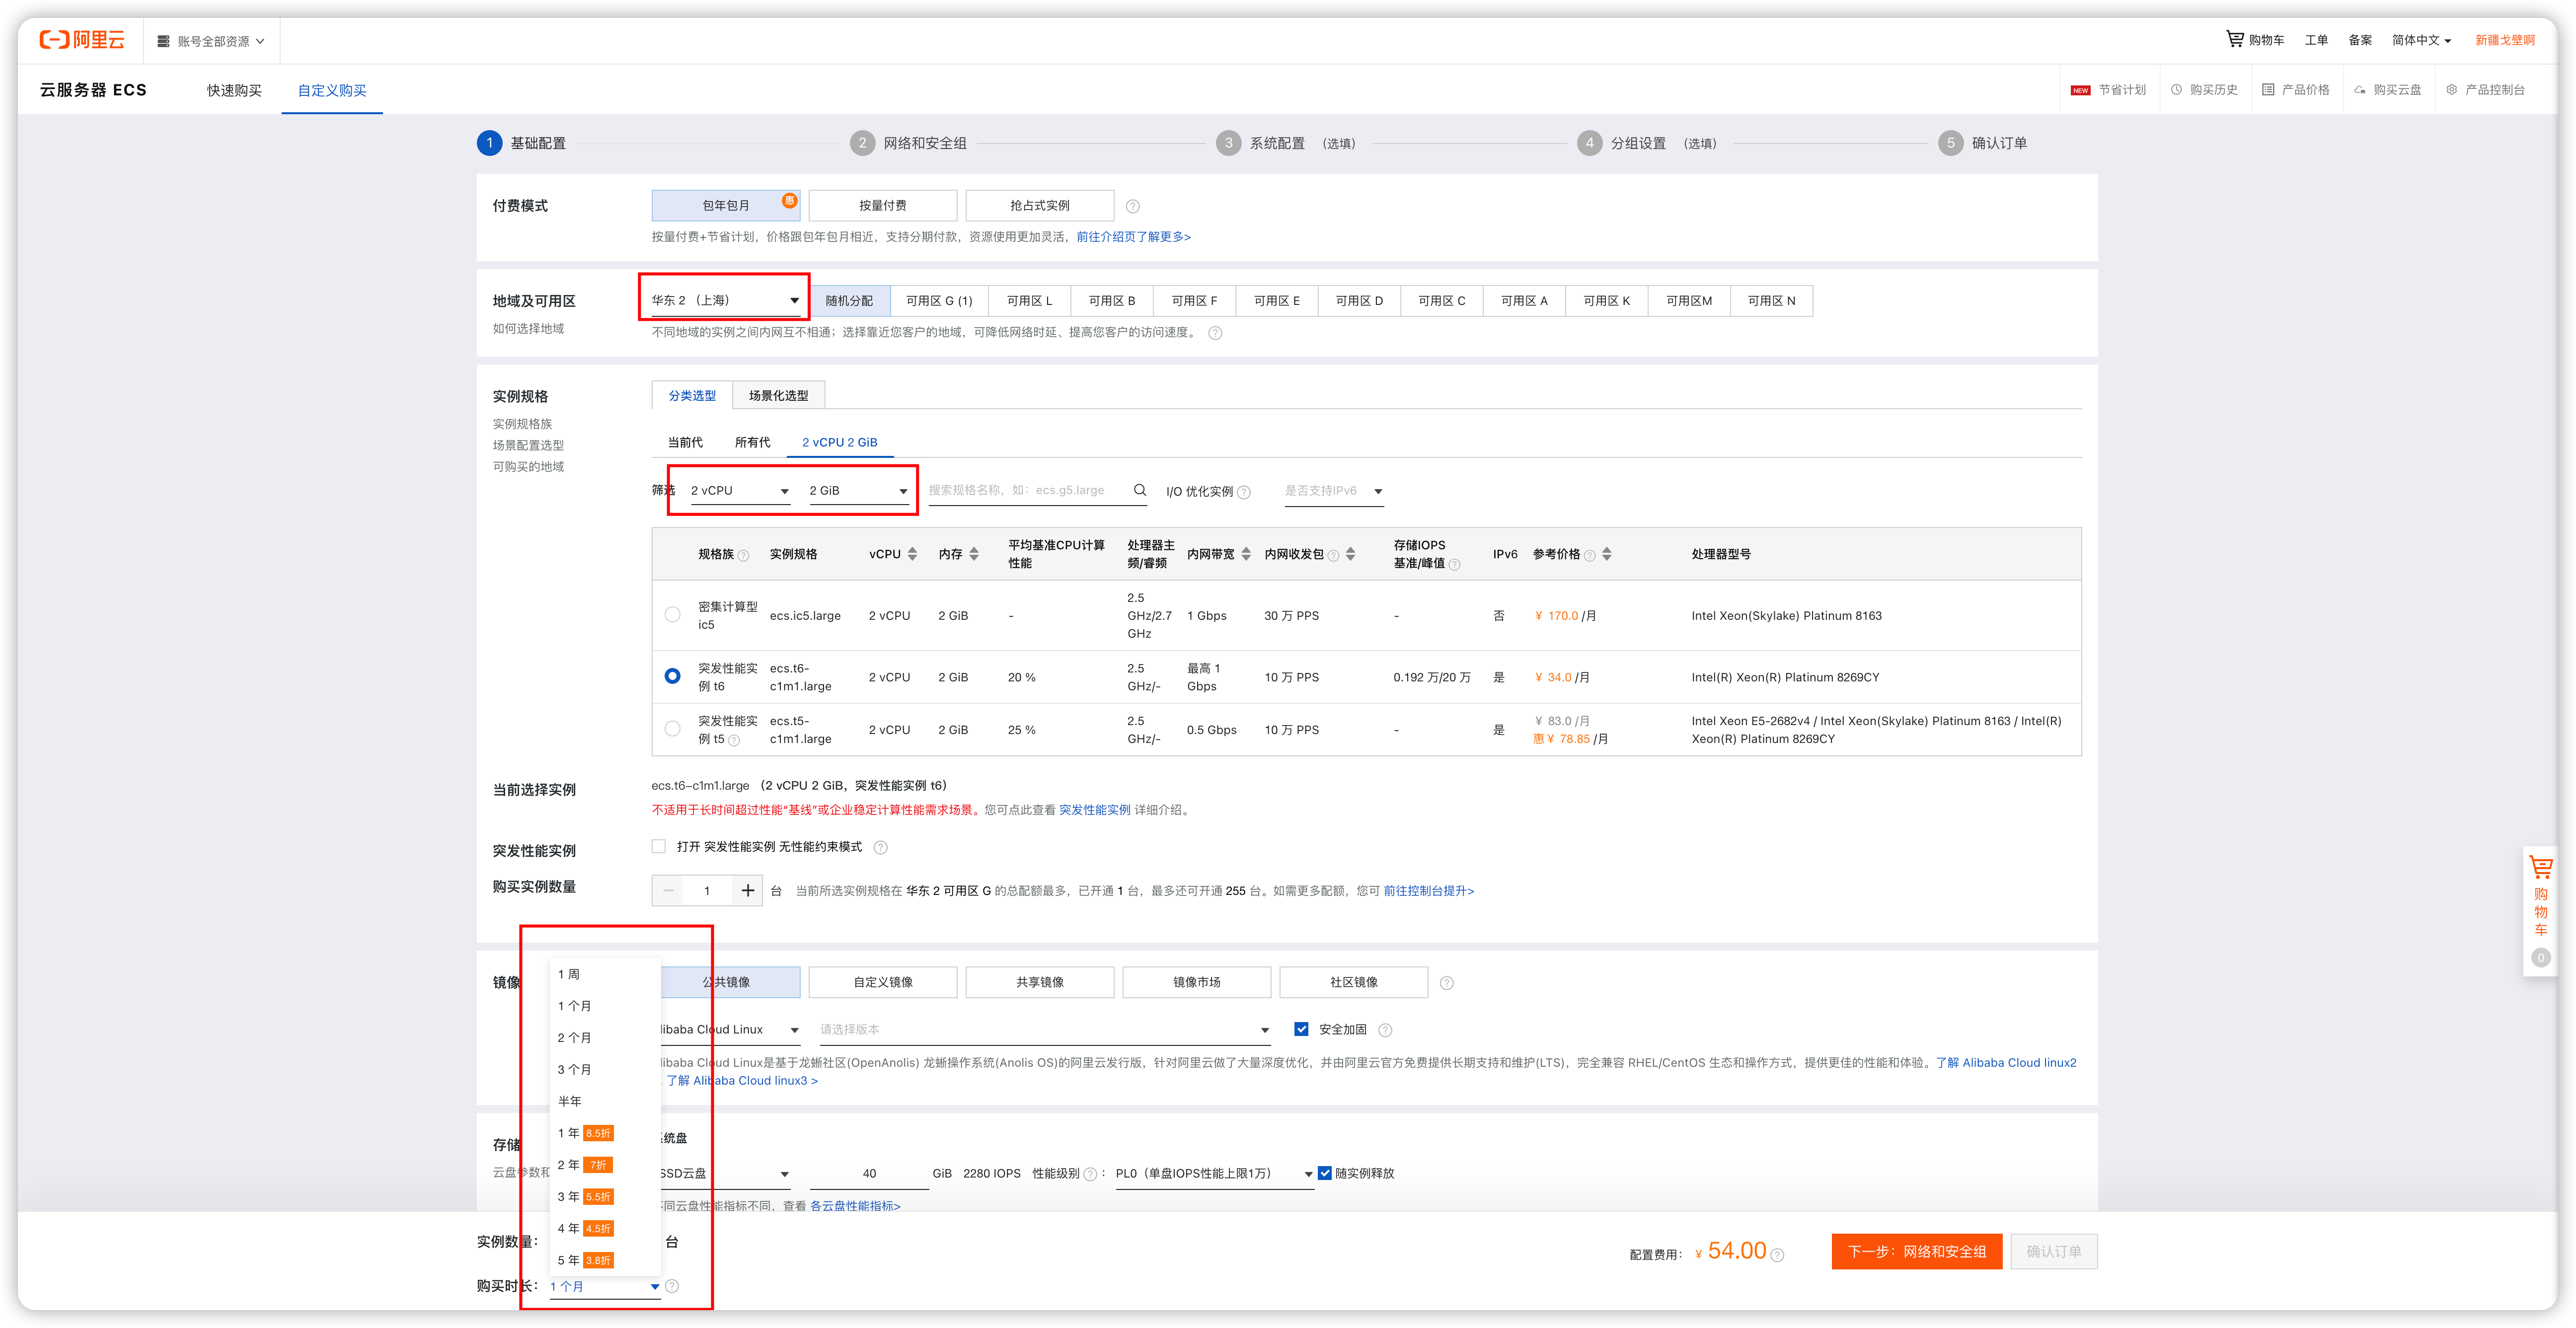 阿里云
账号全部资源
购物车 工单 备案 简体中文 新疆戈壁啊
云服务器 ECS 快速购买 自定义购买
NEW 节省计划 购买历史 产品价格 购买云盘 产品控制台
1 基础配置 2 网络和安全组 3 系统配置 （选填） 4 分组设置 （选填） 5 确认订单
付费模式 包年包月 惠 按量付费 抢占式实例
按量付费+节省计划，价格跟包年包月相近，支持分期付款，资源使用更加灵活，前往介绍页了解更多>
地域及可用区 华东 2 （上海） 随机分配 可用区 G (1) 可用区 L 可用区 B 可用区 F 可用区 E 可用区 D 可用区 C 可用区 A 可用区 K 可用区M 可用区 N
如何选择地域 不同地域的实例之间内网互不相通；选择靠近您客户的地域，可降低网络时延、提高您客户的访问速度。
实例规格 分类选型 场景化选型
实例规格族
场景配置选型
可购买的地域
当前代 所有代 2 vCPU 2 GiB
筛选 2 vCPU 2 GiB 搜索规格名称，如：ecs.g5.large I/O 优化实例 是否支持IPv6
规格族 实例规格 vCPU 内存 平均基准CPU计算性能 处理器主频/睿频 内网带宽 内网收发包 存储IOPS 基准/峰值 IPv6 参考价格 处理器型号
密集计算型 ic5 ecs.ic5.large 2 vCPU 2 GiB - 2.5 GHz/2.7 GHz 1 Gbps 30 万 PPS - 否 ¥ 170.0 /月 Intel Xeon(Skylake) Platinum 8163
突发性能实例 t6 ecs.t6-c1m1.large 2 vCPU 2 GiB 20 % 2.5 GHz/- 最高 1 Gbps 10 万 PPS 0.192 万/20 万 是 ¥ 34.0 /月 Intel(R) Xeon(R) Platinum 8269CY
突发性能实例 t5 ecs.t5-c1m1.large 2 vCPU 2 GiB 25 % 2.5 GHz/- 0.5 Gbps 10 万 PPS - 是 ¥ 83.0 /月 惠 ¥ 78.85 /月 Intel Xeon E5-2682v4 / Intel Xeon(Skylake) Platinum 8163 / Intel(R) Xeon(R) Platinum 8269CY
当前选择实例 ecs.t6-c1m1.large （2 vCPU 2 GiB，突发性能实例 t6）
不适用于长时间超过性能“基线”或企业稳定计算性能需求场景。您可点此查看 突发性能实例 详细介绍。
突发性能实例 打开 突发性能实例 无性能约束模式
购买实例数量 1 台 当前所选实例规格在 华东 2 可用区 G 的总配额最多，已开通 1 台，最多还可开通 255 台。如需更多配额，您可 前往控制台提升>
购物车
0
镜像 公共镜像 自定义镜像 共享镜像 镜像市场 社区镜像
libaba Cloud Linux 请选择版本 安全加固
libaba Cloud Linux是基于龙蜥社区(OpenAnolis) 龙蜥操作系统(Anolis OS)的阿里云发行版，针对阿里云做了大量深度优化，并由阿里云官方免费提供长期支持和维护(LTS)，完全兼容 RHEL/CentOS 生态和操作方式，提供更佳的性能和体验。了解 Alibaba Cloud linux2
了解 Alibaba Cloud linux3 >
存储 统盘
云盘参数和 SSD云盘 40 GiB 2280 IOPS 性能级别 ： PL0（单盘IOPS性能上限1万） 随实例释放
同云盘性能指标不同、查看 各云盘性能指标>
1 周
1 个月
2 个月
3 个月
半年
1 年 8.5折
2 年 7折
3 年 5.5折
4 年 4.5折
5 年 3.8折
实例数量： 台
购买时长： 1 个月
配置费用： ¥ 54.00 下一步：网络和安全组 确认订单